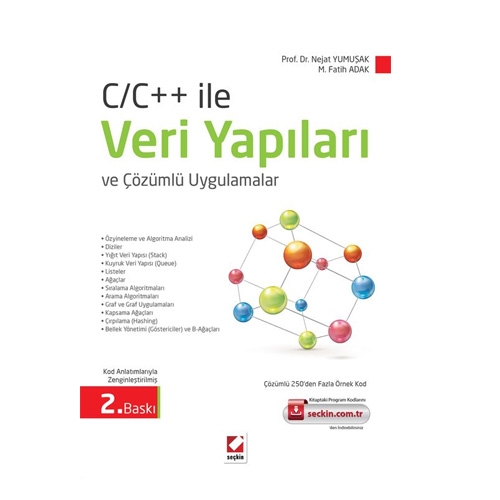 Prof. Dr. Nejat YUMUŞAK
M. Fatih ADAK
C/C++ ile
Veri Yapıları
ve Çözümlü Uygulamalar
• Özyineleme ve Algoritma Analizi
• Diziler
• Yığıt Veri Yapısı (Stack)
• Kuyruk Veri Yapısı (Queue)
• Listeler
• Ağaçlar
• Sıralama Algoritmaları
• Arama Algoritmaları
• Graf ve Graf Uygulamaları
• Kapsama Ağaçları
• Çırpılama (Hashing)
• Bellek Yönetimi (Göstericiler) ve B-Ağaçları
Kod Anlatımlarıyla
Zenginleştirilmiş
2.Baskı
Çözümlü 250'den Fazla Örnek Kod
Kitaptaki Program Kodlarını
seckin.com.tr
'den İndirebilirsiniz
seçkin